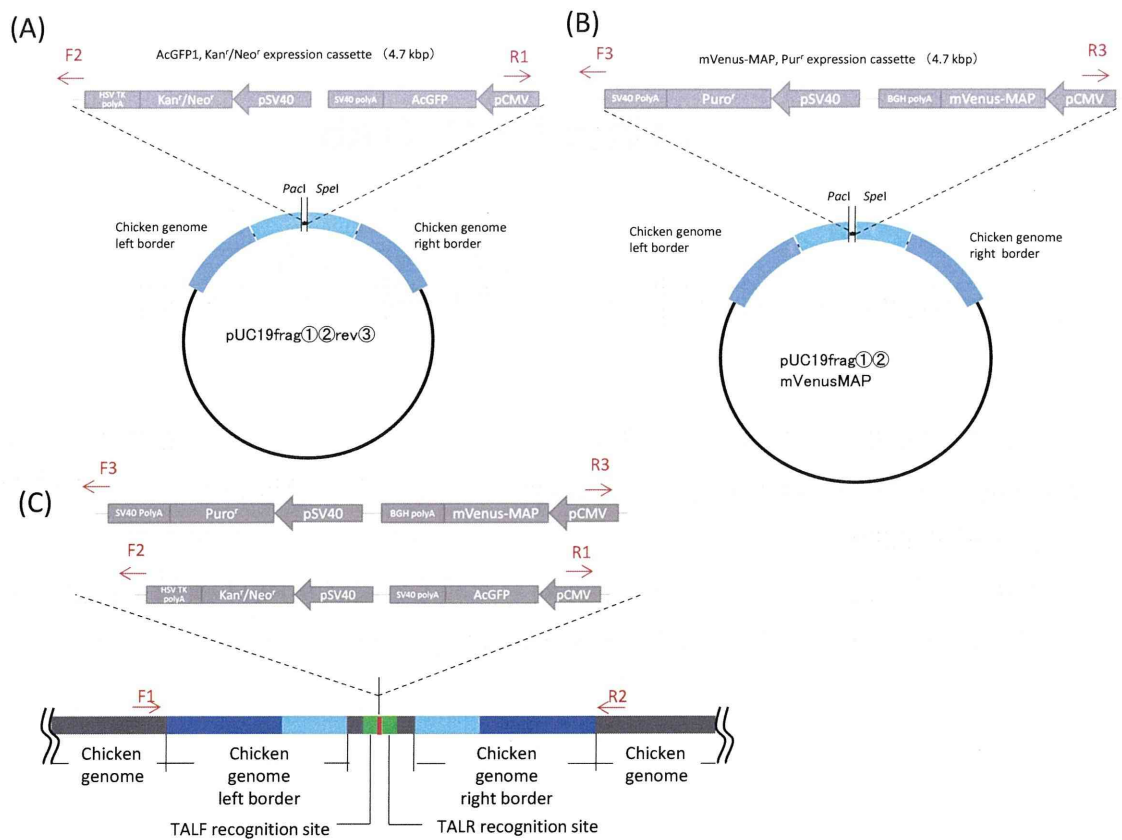 (A)
F2
AcGFP1, Kanʳ/Neoʳ expression cassette (4.7 kbp)
R1
HSV TK
polyA
Kanʳ/Neoʳ
pSV40
SV40 polyA
AcGFP
pCMV
PacI SpeI
Chicken genome
left border
Chicken genome
right border
pUC19frag①②rev③
(B)
F3
mVenus-MAP, Purʳ expression cassette (4.7 kbp)
R3
SV40 PolyA
Puroʳ
pSV40
BGH polyA
mVenus-MAP
pCMV
PacI SpeI
Chicken genome
left border
Chicken genome
right border
pUC19frag①②
mVenusMAP
(C)
F3
R3
SV40 PolyA
Puroʳ
pSV40
BGH polyA
mVenus-MAP
pCMV
F2
R1
HSV TK
polyA
Kanʳ/Neoʳ
pSV40
SV40 polyA
AcGFP
pCMV
F1
R2
Chicken
genome
Chicken
genome
left border
Chicken
genome
right border
Chicken
genome
TALF recognition site
TALR recognition site